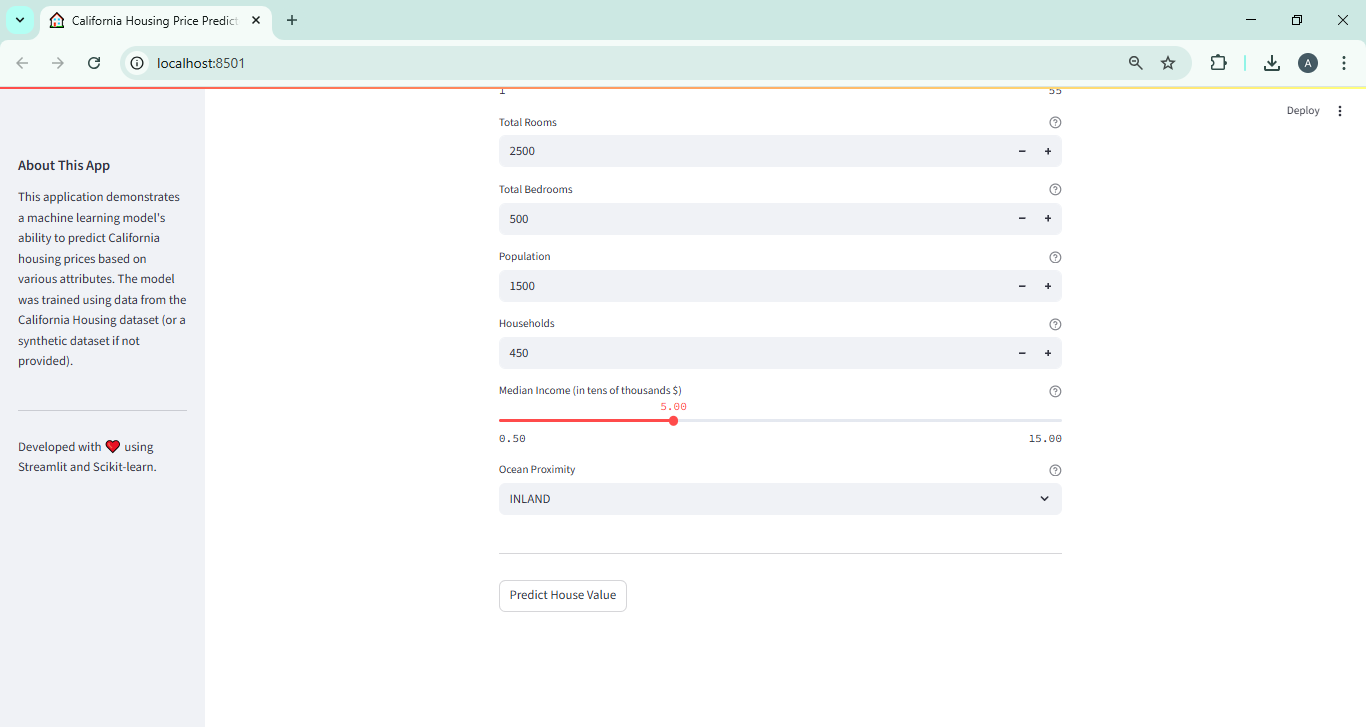 California Housing Price Predict
localhost:8501
A
Deploy
About This App
This application demonstrates
a machine learning model's
ability to predict California
housing prices based on
various attributes. The model
was trained using data from the
California Housing dataset (or a
synthetic dataset if not
provided).
Developed with ❤️ using
Streamlit and Scikit-learn.
1 55
Total Rooms
2500
Total Bedrooms
500
Population
1500
Households
450
Median Income (in tens of thousands $)
5.00
0.50 15.00
Ocean Proximity
INLAND
Predict House Value